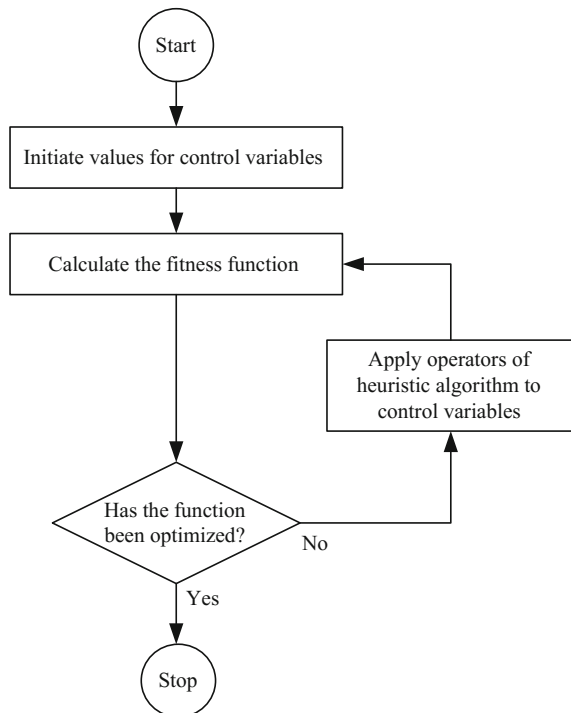 Start
Initiate values for control variables
Calculate the fitness function
Apply operators of
heuristic algorithm to
control variables
Has the function
been optimized?
No
Yes
Stop